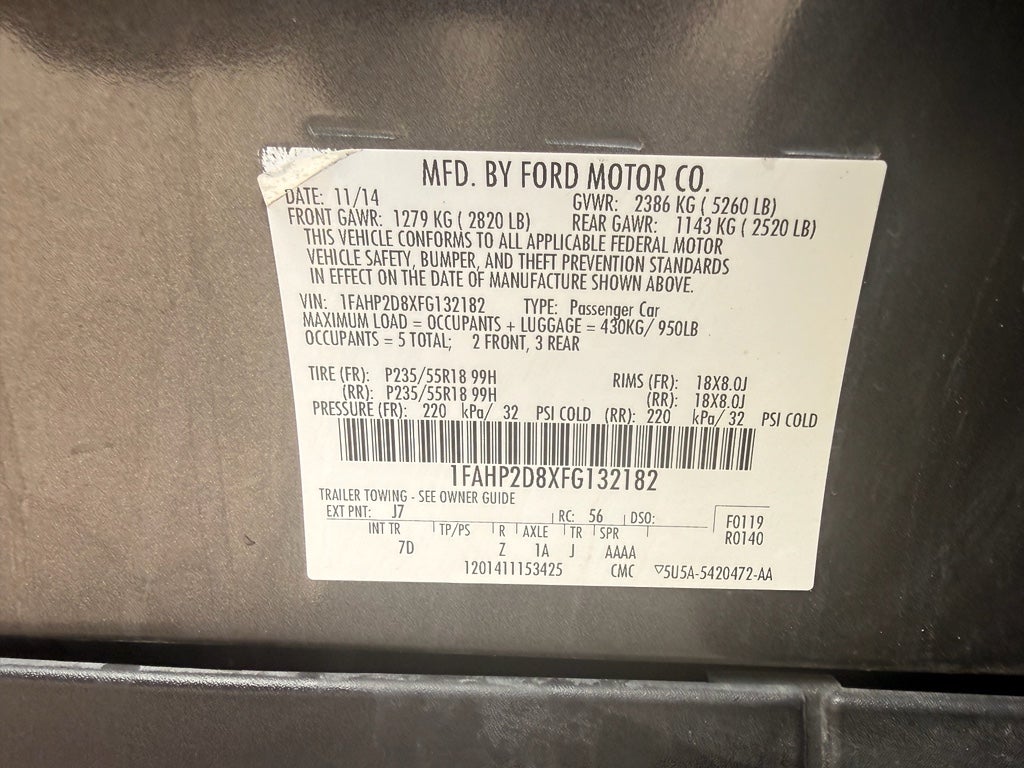 MFD. BY FORD MOTOR CO.
DATE: 11/14 GVWR: 2386 KG ( 5260 LB)
FRONT GAWR: 1279 KG ( 2820 LB) REAR GAWR: 1143 KG ( 2520 LB)
THIS VEHICLE CONFORMS TO ALL APPLICABLE FEDERAL MOTOR
VEHICLE SAFETY, BUMPER, AND THEFT PREVENTION STANDARDS
IN EFFECT ON THE DATE OF MANUFACTURE SHOWN ABOVE.
VIN: 1FAHP2D8XFG132182 TYPE: Passenger Car
MAXIMUM LOAD = OCCUPANTS + LUGGAGE = 430KG/ 950LB
OCCUPANTS = 5 TOTAL; 2 FRONT, 3 REAR
TIRE (FR): P235/55R18 99H RIMS (FR): 18X8.0J
(RR): P235/55R18 99H (RR): 18X8.0J
PRESSURE (FR): 220 kPa/ 32 PSI COLD (RR): 220 kPa/ 32 PSI COLD
1FAHP2D8XFG132182
TRAILER TOWING - SEE OWNER GUIDE
EXT PNT: J7 RC: 56 DSO: F0119
INT TR TP/PS R AXLE TR SPR R0140
7D Z 1A J AAAA
1201411153425 CMC ▽5U5A-5420472-AA